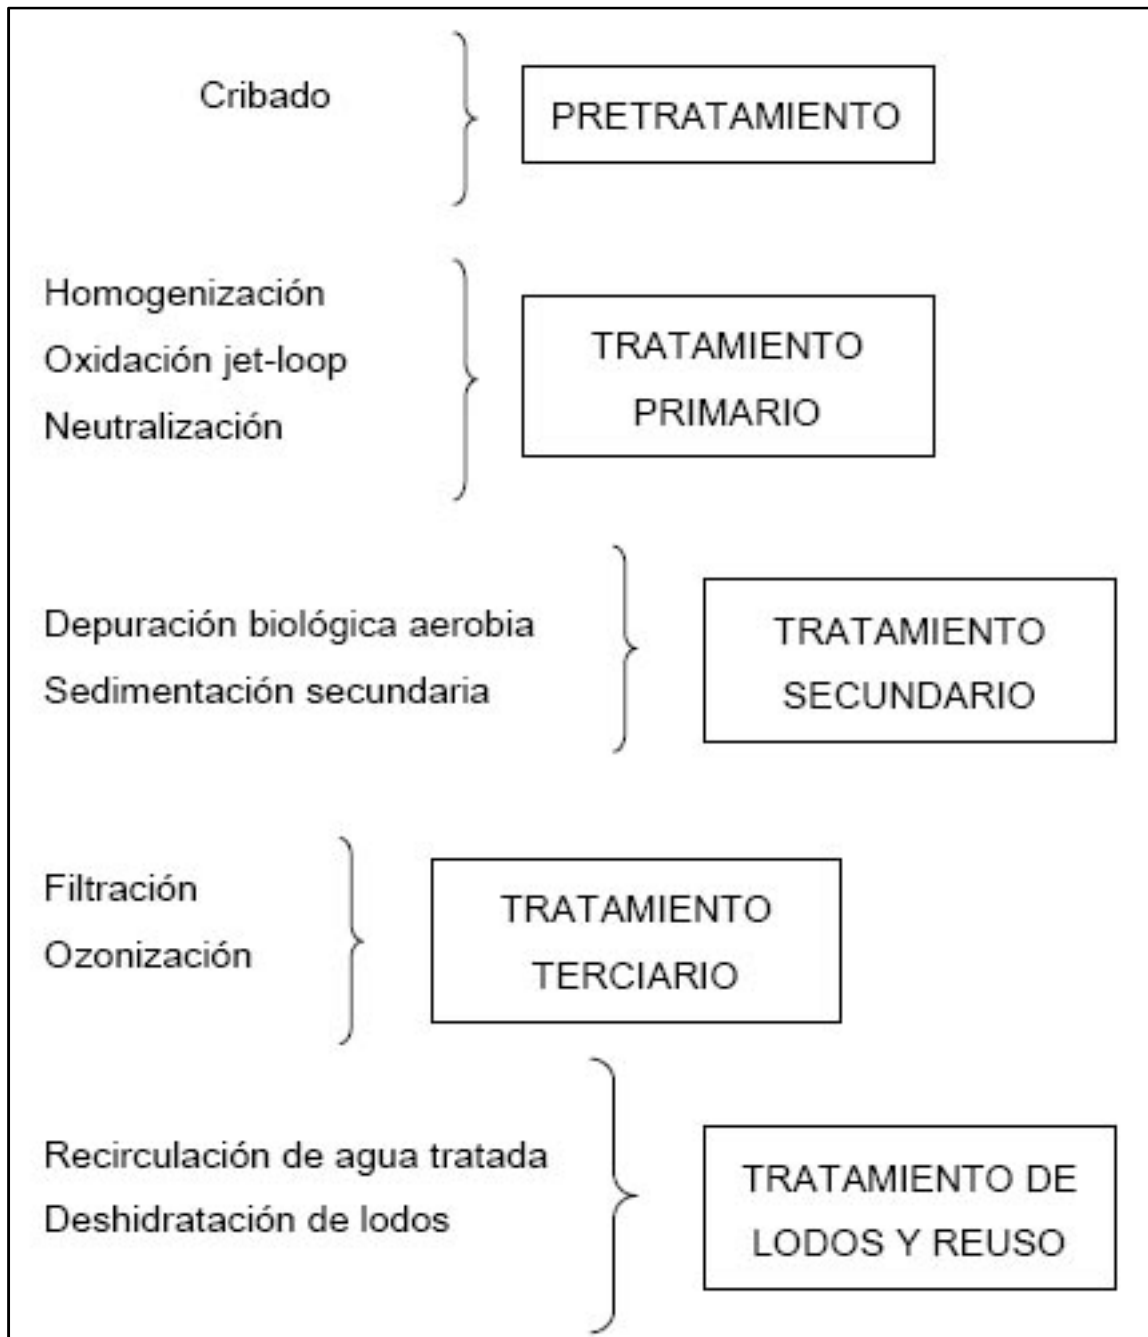 Cribado
PRETRATAMIENTO
Homogenización
Oxidación jet-loop
Neutralización
TRATAMIENTO
PRIMARIO
Depuración biológica aerobia
Sedimentación secundaria
TRATAMIENTO
SECUNDARIO
Filtración
Ozonización
TRATAMIENTO
TERCIARIO
Recirculación de agua tratada
Deshidratación de lodos
TRATAMIENTO DE
LODOS Y REUSO